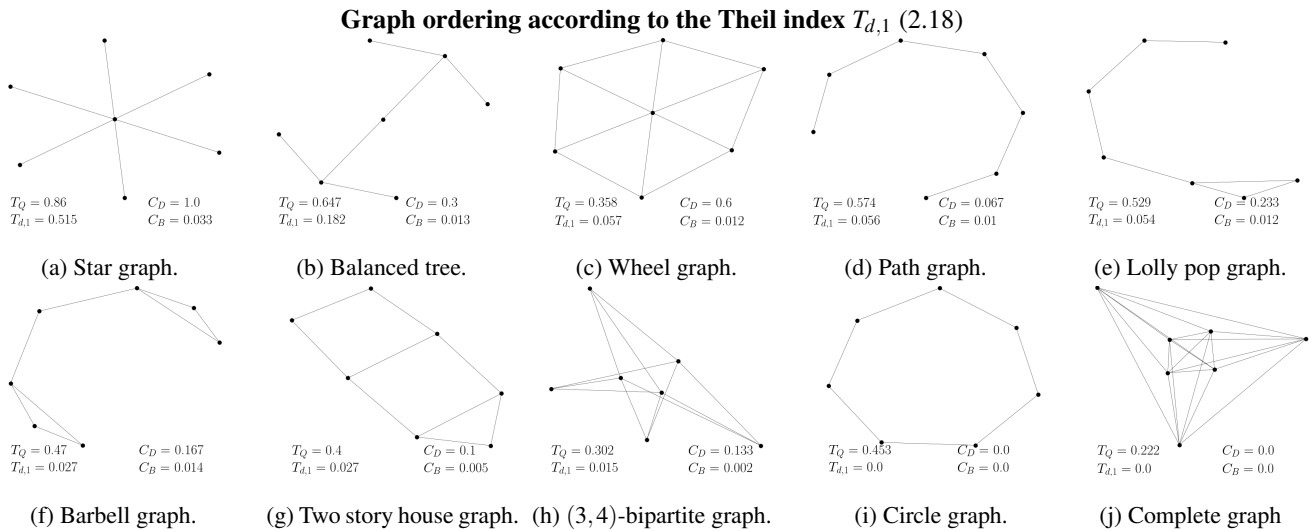 Graph ordering according to the Theil index T_{d,1} (2.18)
T_Q = 0.86 C_D = 1.0
T_{d,1} = 0.515 C_B = 0.033
(a) Star graph.
T_Q = 0.647 C_D = 0.3
T_{d,1} = 0.182 C_B = 0.013
(b) Balanced tree.
T_Q = 0.358 C_D = 0.6
T_{d,1} = 0.057 C_B = 0.012
(c) Wheel graph.
T_Q = 0.574 C_D = 0.067
T_{d,1} = 0.056 C_B = 0.01
(d) Path graph.
T_Q = 0.529 C_D = 0.233
T_{d,1} = 0.054 C_B = 0.012
(e) Lolly pop graph.
T_Q = 0.47 C_D = 0.167
T_{d,1} = 0.027 C_B = 0.014
(f) Barbell graph.
T_Q = 0.4 C_D = 0.1
T_{d,1} = 0.027 C_B = 0.005
(g) Two story house graph.
T_Q = 0.302 C_D = 0.133
T_{d,1} = 0.015 C_B = 0.002
(h) (3,4)-bipartite graph.
T_Q = 0.453 C_D = 0.0
T_{d,1} = 0.0 C_B = 0.0
(i) Circle graph.
T_Q = 0.222 C_D = 0.0
T_{d,1} = 0.0 C_B = 0.0
(j) Complete graph